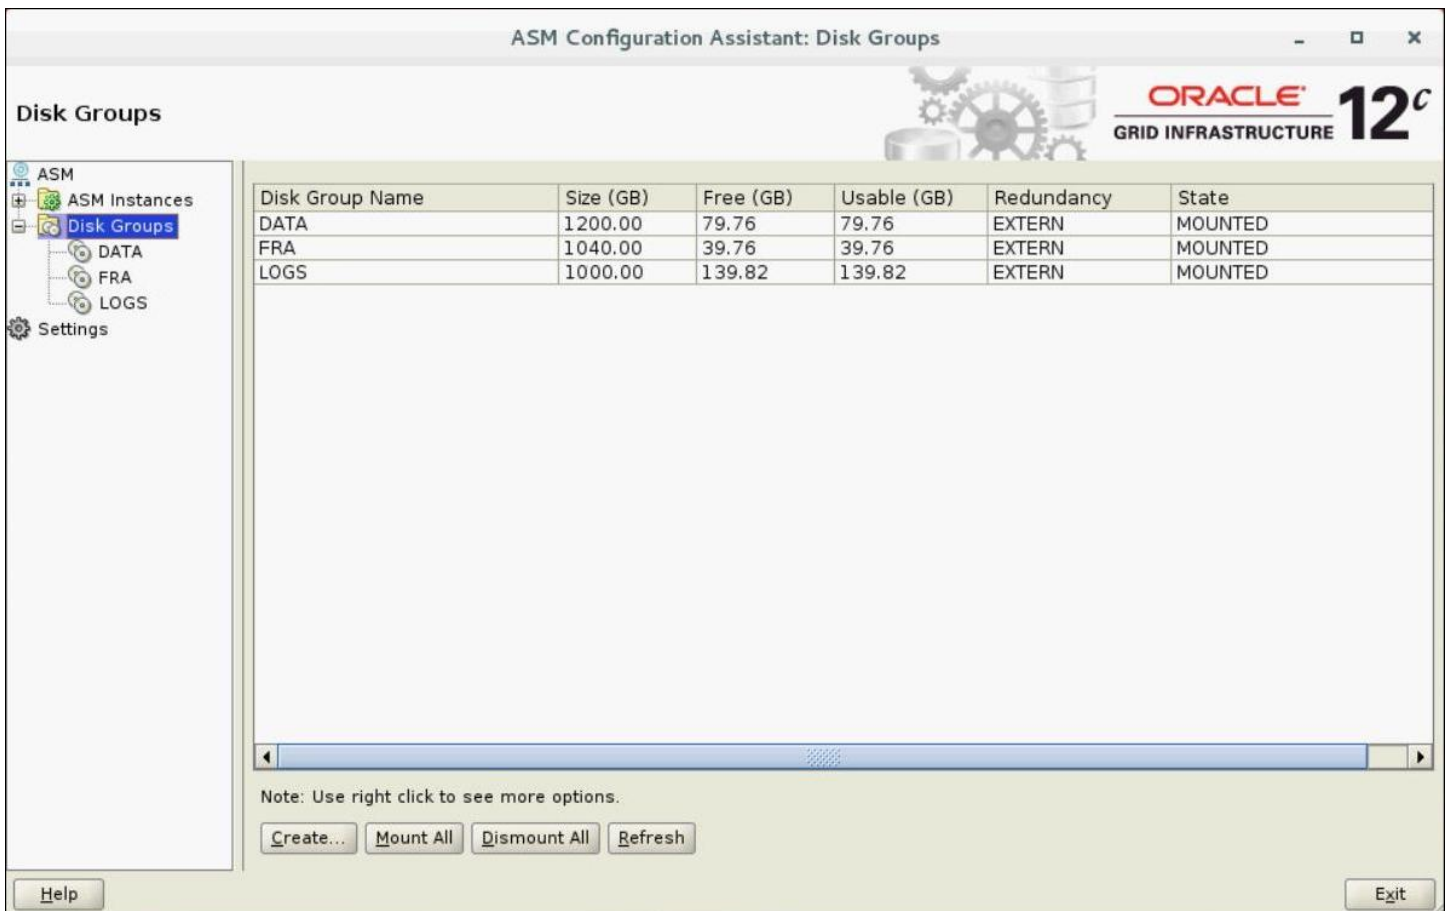 ASM Configuration Assistant: Disk Groups
Disk Groups
ORACLE
GRID INFRASTRUCTURE
12c
ASM
ASM Instances
Disk Groups
DATA
FRA
LOGS
Settings
Disk Group Name Size (GB) Free (GB) Usable (GB) Redundancy State
DATA 1200.00 79.76 79.76 EXTERN MOUNTED
FRA 1040.00 39.76 39.76 EXTERN MOUNTED
LOGS 1000.00 139.82 139.82 EXTERN MOUNTED
Note: Use right click to see more options.
Create... Mount All Dismount All Refresh
Help Exit